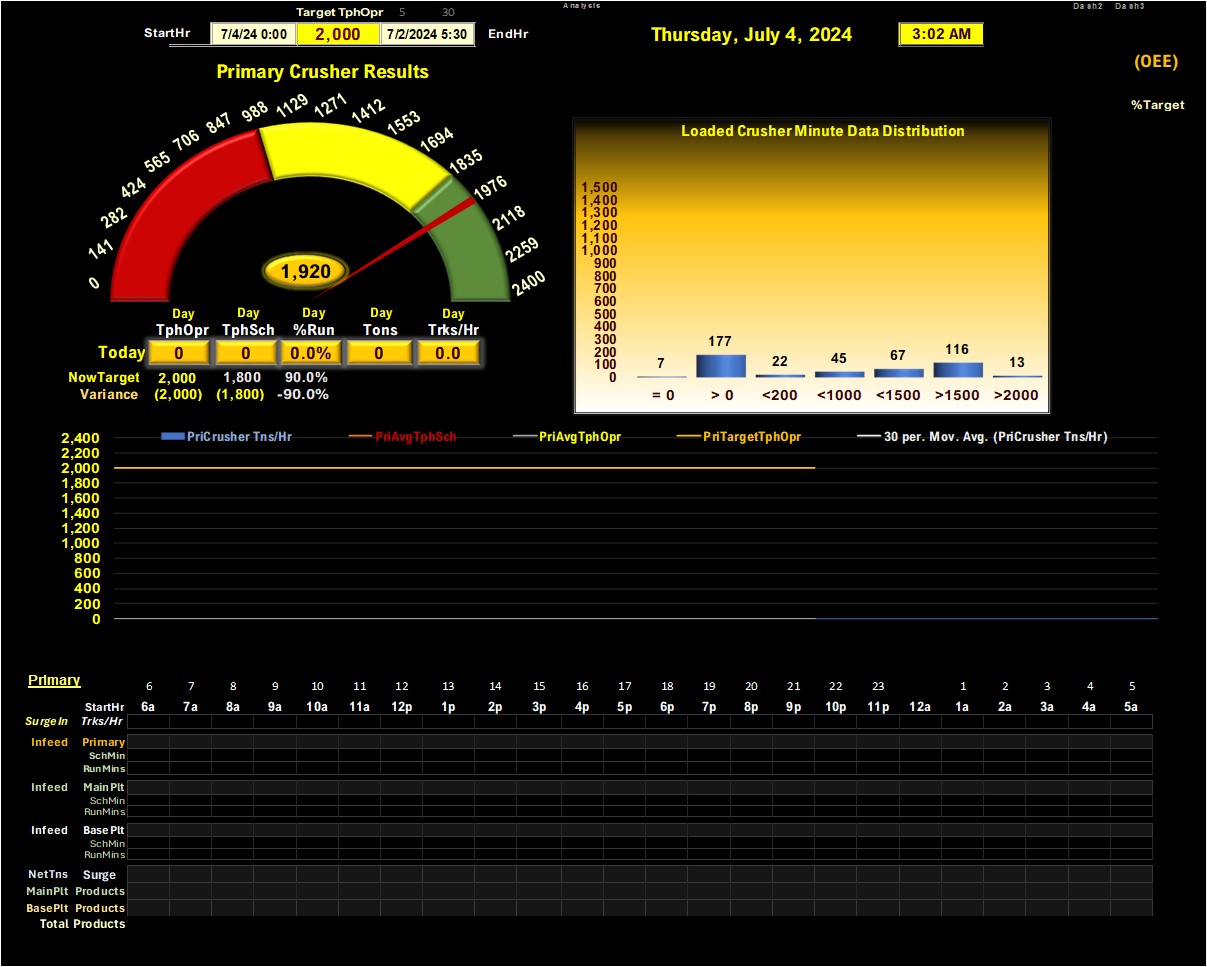 Analysis
Dash2 Dash3
Target TphOpr 5 30
StartHr 7/4/24 0:00 2,000 7/2/2024 5:30 EndHr
Thursday, July 4, 2024 3:02 AM
(OEE)
%Target
Primary Crusher Results
0 141 282 424 565 706 847 988 1129 1271 1412 1553 1694 1835 1976 2118 2259 2400
1,920
Day Day Day Day Day
TphOpr TphSch %Run Tons Trks/Hr
Today 0 0 0.0% 0 0.0
NowTarget 2,000 1,800 90.0%
Variance (2,000) (1,800) -90.0%
Loaded Crusher Minute Data Distribution
1,500
1,400
1,300
1,200
1,100
1,000
900
800
700
600
500
400
300
200
100
0
7 177 22 45 67 116 13
= 0 > 0 <200 <1000 <1500 >1500 >2000
PriCrusher Tns/Hr PriAvgTphSch PriAvgTphOpr PriTargetTphOpr 30 per. Mov. Avg. (PriCrusher Tns/Hr)
2,400
2,200
2,000
1,800
1,600
1,400
1,200
1,000
800
600
400
200
0
Primary
6 7 8 9 10 11 12 13 14 15 16 17 18 19 20 21 22 23 1 2 3 4 5
StartHr 6a 7a 8a 9a 10a 11a 12p 1p 2p 3p 4p 5p 6p 7p 8p 9p 10p 11p 12a 1a 2a 3a 4a 5a
SurgeIn Trks/Hr
Infeed Primary
SchMin
RunMins
Infeed MainPlt
SchMin
RunMins
Infeed BasePlt
SchMin
RunMins
NetTns Surge
MainPlt Products
BasePlt Products
Total Products